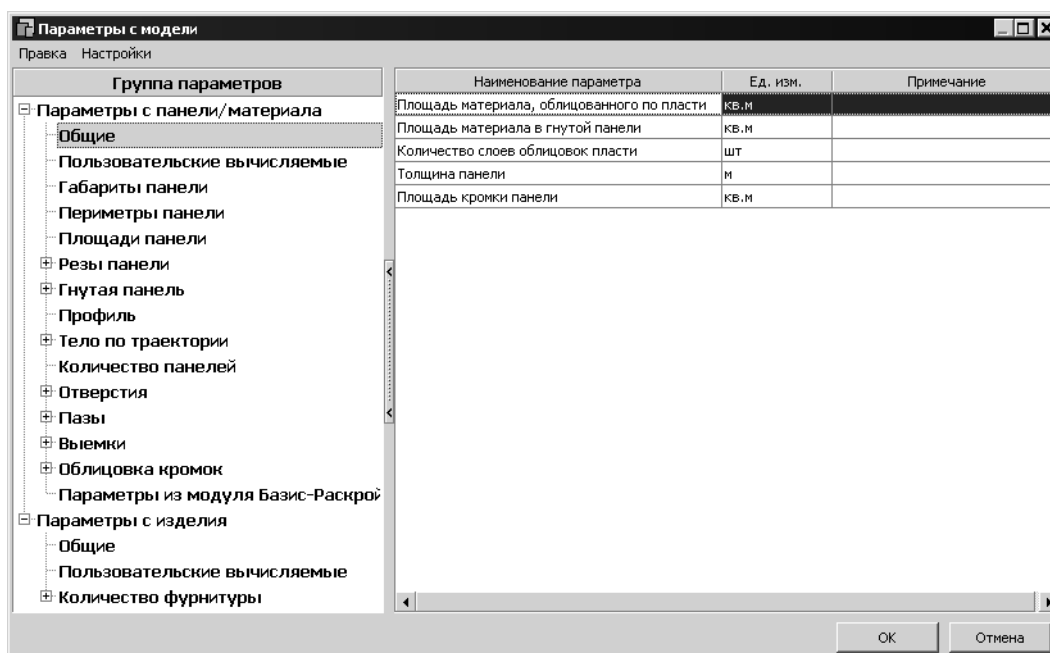 Параметры с модели
Правка Настройки
Группа параметров
Параметры с панели/материала
Общие
Пользовательские вычисляемые
Габариты панели
Периметры панели
Площади панели
Резы панели
Гнутая панель
Профиль
Тело по траектории
Количество панелей
Отверстия
Пазы
Выемки
Облицовка кромок
Параметры из модуля Базис-Раскрой
Параметры с изделия
Общие
Пользовательские вычисляемые
Количество фурнитуры
Наименование параметра Ед. изм. Примечание
Площадь материала, облицованного по пласти кв.м
Площадь материала в гнутой панели кв.м
Количество слоев облицовок пласти шт
Толщина панели м
Площадь кромки панели кв.м
ОК Отмена